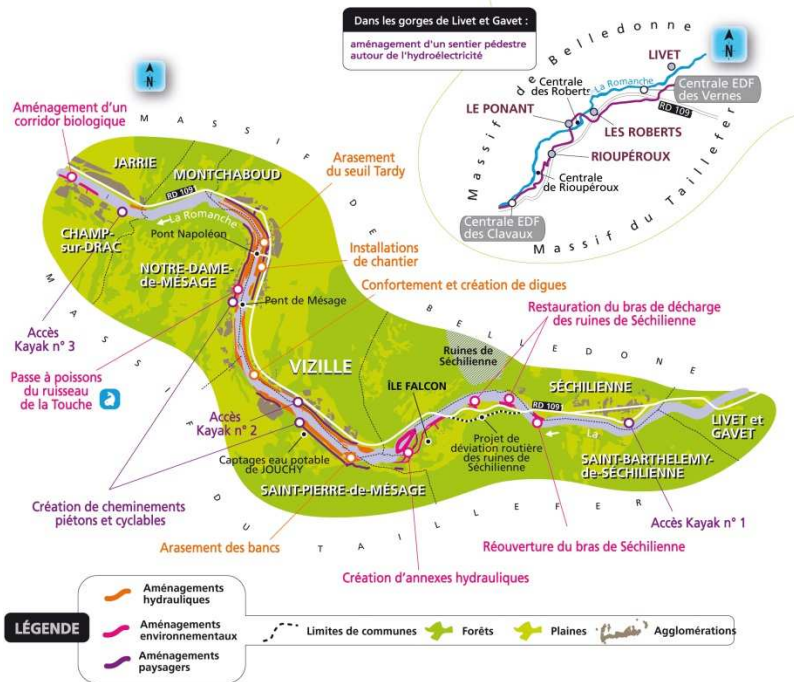 Dans les gorges de Livet et Gavet :
aménagement d'un sentier pédestre
autour de l'hydroélectricité
N
N
Massif de Belledonne
LIVET
Centrale
des Roberts
La Romanche
Centrale EDF
des Vernes
RD 109
LE PONANT
LES ROBERTS
RIOUPÉROUX
Centrale
de Rioupéroux
Centrale EDF
des Clavaux
Massif du Taillefer
Aménagement d'un
corridor biologique
MASSIF DE BELLEDONE
JARRIE
MONTCHABOUD
RD 109
La Romanche
CHAMP-
sur-DRAC
Pont Napoléon
Arasement
du seuil Tardy
NOTRE-DAME-
de-MÉSAGE
Installations
de chantier
Pont de Mésage
Confortement et création de digues
Restauration du bras de décharge
des ruines de Séchilienne
Accès
Kayak n° 3
Passe à poissons
du ruisseau
de la Touche
VIZILLE
Ruines de
Séchilienne
ÎLE FALCON
SÉCHILIENNE
RD 109
LIVET et
GAVET
Accès
Kayak n° 2
La
Captages eau potable
de JOUCHY
Projet de
déviation routière
des ruines de
Séchilienne
SAINT-BARTHELEMY-
de-SÉCHILIENNE
SAINT-PIERRE-de-MÉSAGE
MASSIF DU TAILLEFER
Création de cheminements
piétons et cyclables
Accès Kayak n° 1
Arasement des bancs
Réouverture du bras de Séchilienne
Création d'annexes hydrauliques
LÉGENDE
Aménagements
hydrauliques
Aménagements
environnementaux
Aménagements
paysagers
Limites de communes
Forêts
Plaines
Agglomérations